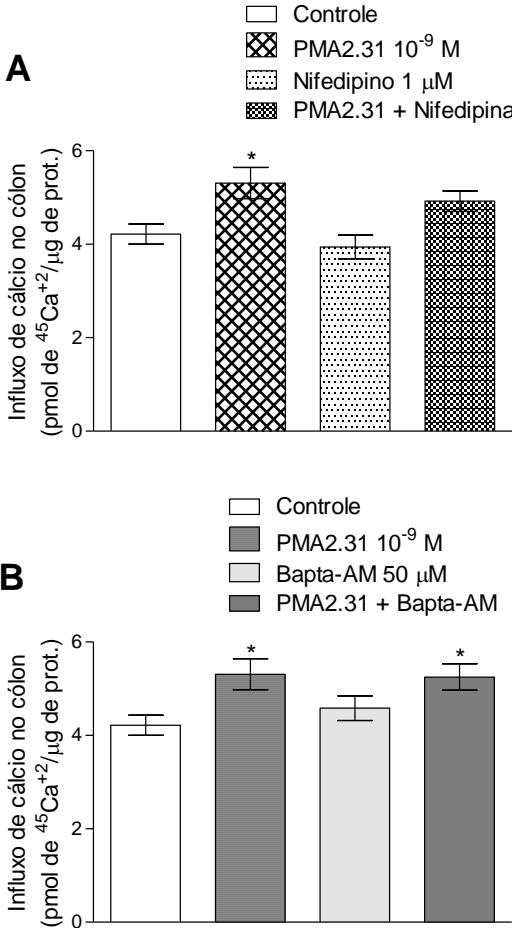 Controle
PMA2.31 10⁻⁹ M
A
Nifedipino 1 μM
PMA2.31 + Nifedipina
Influxo de cálcio no cólon
(pmol de ⁴⁵Ca⁺²/μg de prot.)
6
4
2
0
*
Controle
PMA2.31 10⁻⁹ M
B
Bapta-AM 50 μM
PMA2.31 + Bapta-AM
Influxo de cálcio no cólon
(pmol de ⁴⁵Ca⁺²/μg de prot.)
6
4
2
0
*
*